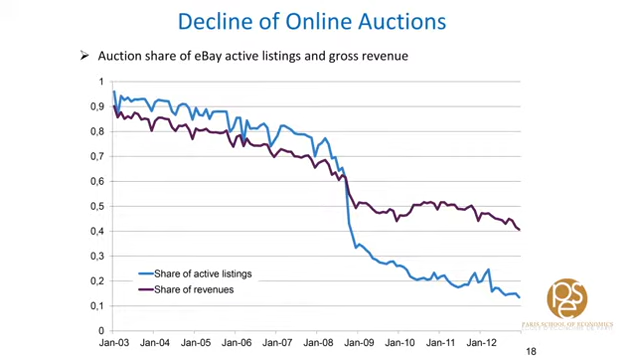 Decline of Online Auctions
➢ Auction share of eBay active listings and gross revenue
1
0,9
0,8
0,7
0,6
0,5
0,4
0,3
0,2
0,1
0
Share of active listings
Share of revenues
Jan-03 Jan-04 Jan-05 Jan-06 Jan-07 Jan-08 Jan-09 Jan-10 Jan-11 Jan-12
pse
PARIS SCHOOL OF ECONOMICS
18